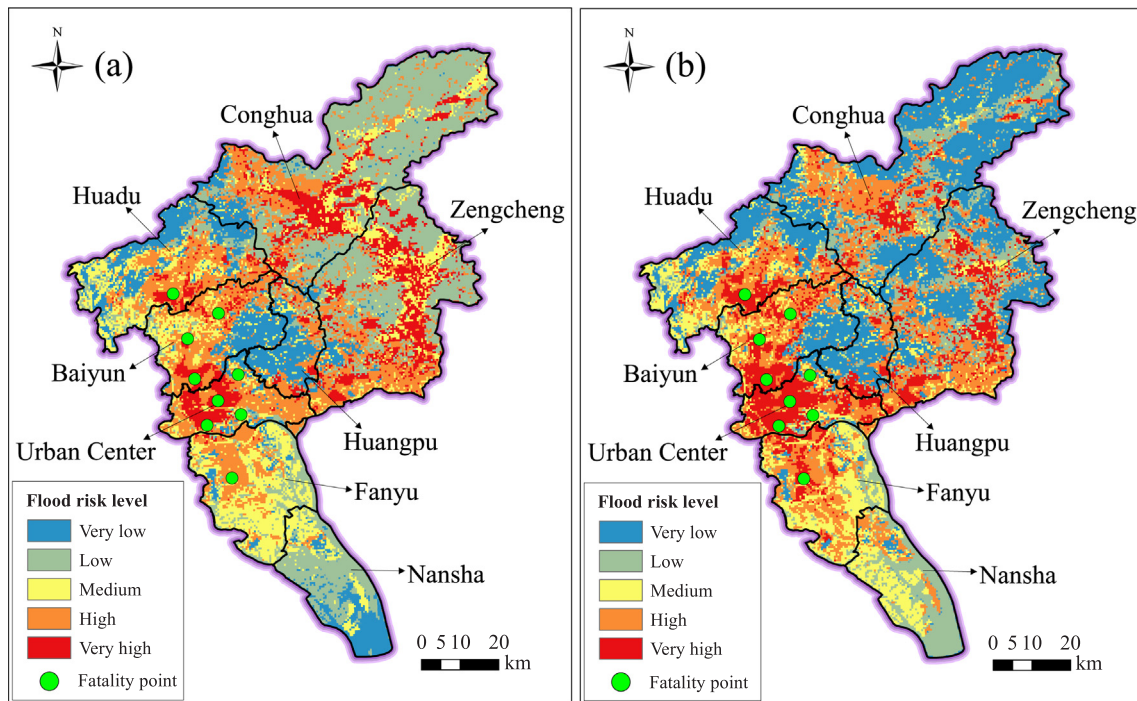 N
(a)
Conghua
Huadu
Zengcheng
Baiyun
Urban Center
Huangpu
Fanyu
Nansha
Flood risk level
Very low
Low
Medium
High
Very high
Fatality point
0 5 10 20
km
N
(b)
Conghua
Huadu
Zengcheng
Baiyun
Urban Center
Huangpu
Fanyu
Nansha
Flood risk level
Very low
Low
Medium
High
Very high
Fatality point
0 5 10 20
km